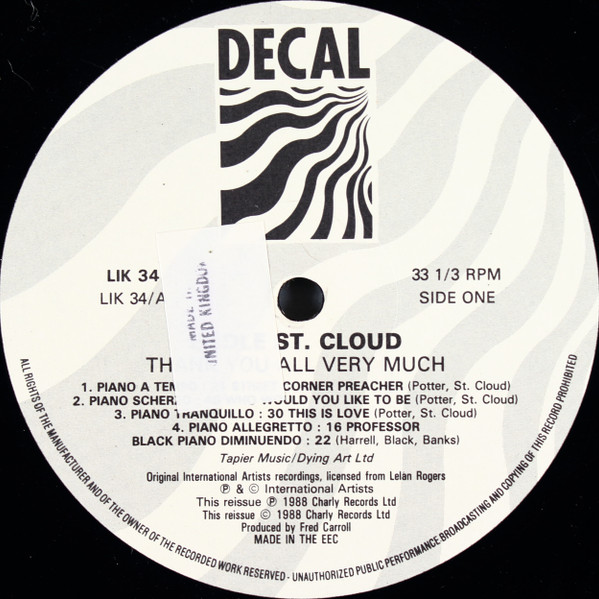 DECAL
LIK 34
LIK 34/A
33 1/3 RPM
SIDE ONE
MADE IN
UNITED KINGDOM
ST. CLOUD
THANK YOU ALL VERY MUCH
1. PIANO A CORNER PREACHER (Potter, St. Cloud)
2. PIANO WOULD YOU LIKE TO BE (Potter, St. Cloud)
3. PIANO TRANQUILLO : 30 THIS IS LOVE (Potter, St. Cloud)
4. PIANO ALLEGRETTO : 16 PROFESSOR
BLACK PIANO DIMINUENDO : 22 (Harrell, Black, Banks)
Tapier Music/Dying Art Ltd
Original International Artists recordings, licensed from Lelan Rogers
℗ & © International Artists
This reissue ℗ 1988 Charly Records Ltd
This reissue © 1988 Charly Records Ltd
Produced by Fred Carroll
MADE IN THE EEC
ALL RIGHTS OF THE MANUFACTURER AND OF THE OWNER OF THE RECORDED WORK RESERVED - UNAUTHORIZED PUBLIC PERFORMANCE BROADCASTING AND COPYING OF THIS RECORD PROHIBITED